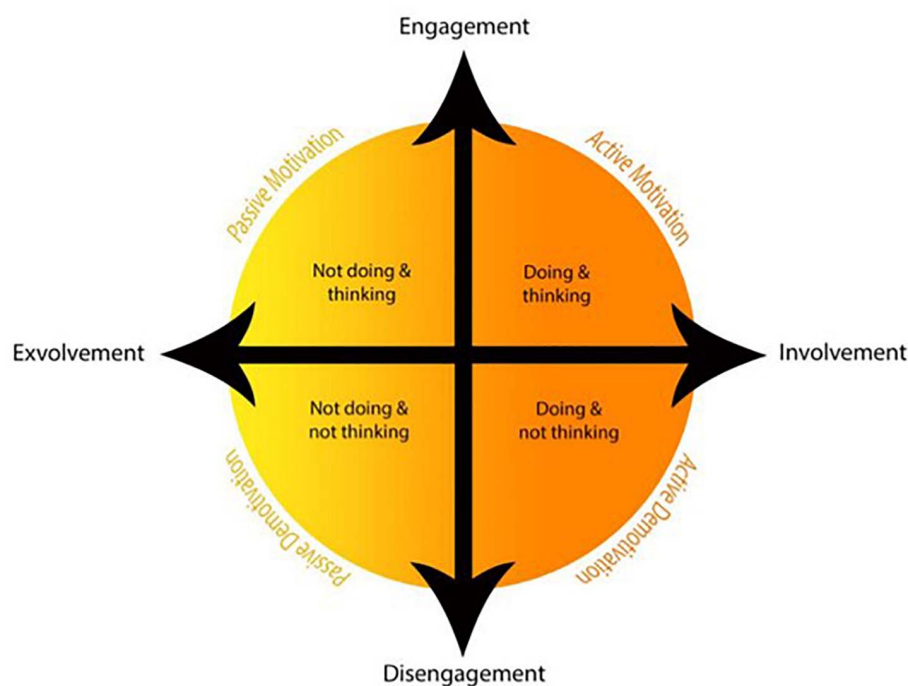 Engagement
Passive Motivation
Active Motivation
Not doing &
thinking
Doing &
thinking
Exvolvement
Involvement
Not doing &
not thinking
Doing &
not thinking
Passive Demotivation
Active Demotivation
Disengagement